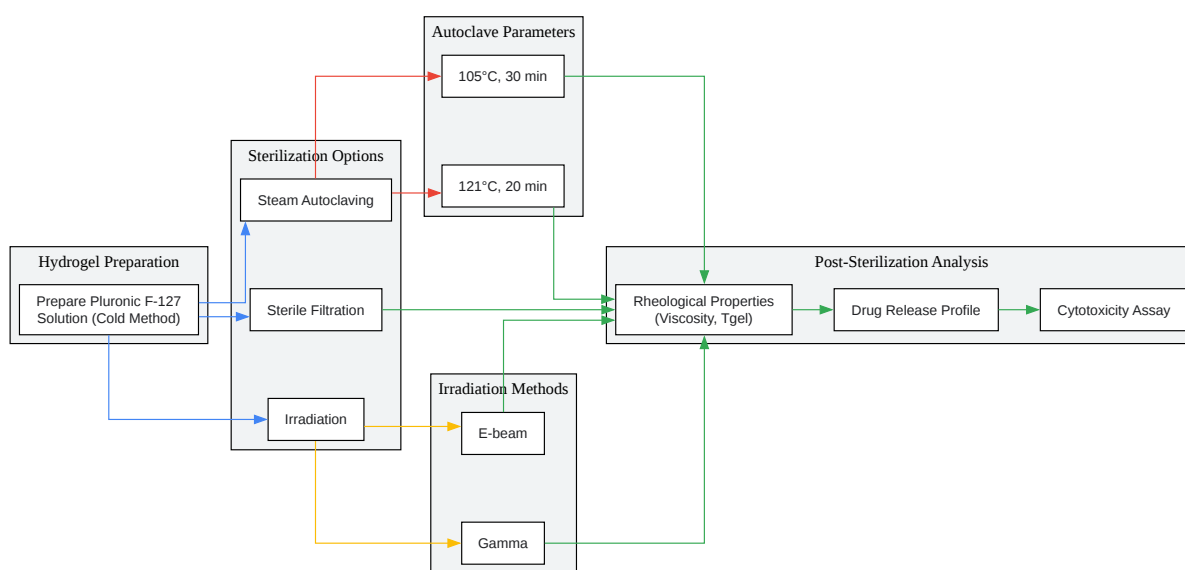 Autoclave Parameters
105°C, 30 min
121°C, 20 min
Sterilization Options
Steam Autoclaving
Sterile Filtration
Irradiation
Hydrogel Preparation
Prepare Pluronic F-127
Solution (Cold Method)
Post-Sterilization Analysis
Rheological Properties
(Viscosity, Tgel)
Drug Release Profile
Cytotoxicity Assay
Irradiation Methods
E-beam
Gamma